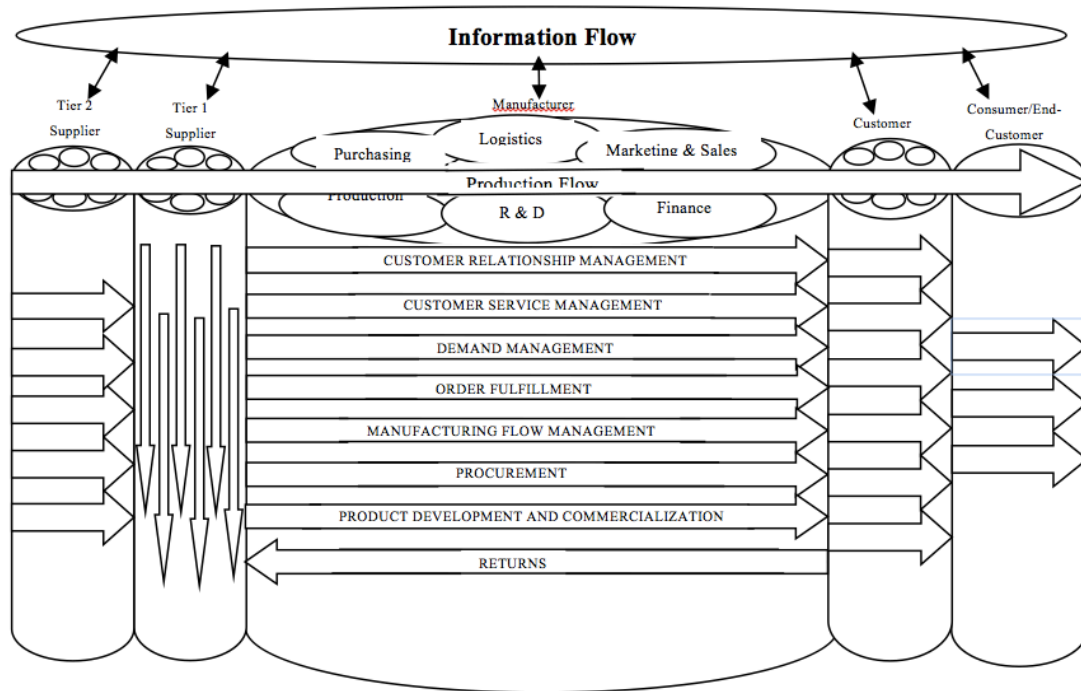 Information Flow
Tier 2
Supplier
Tier 1
Supplier
Manufacturer
Customer
Consumer/End-
Customer
Purchasing
Logistics
Marketing & Sales
Production Flow
Production
R & D
Finance
CUSTOMER RELATIONSHIP MANAGEMENT
CUSTOMER SERVICE MANAGEMENT
DEMAND MANAGEMENT
ORDER FULFILLMENT
MANUFACTURING FLOW MANAGEMENT
PROCUREMENT
PRODUCT DEVELOPMENT AND COMMERCIALIZATION
RETURNS